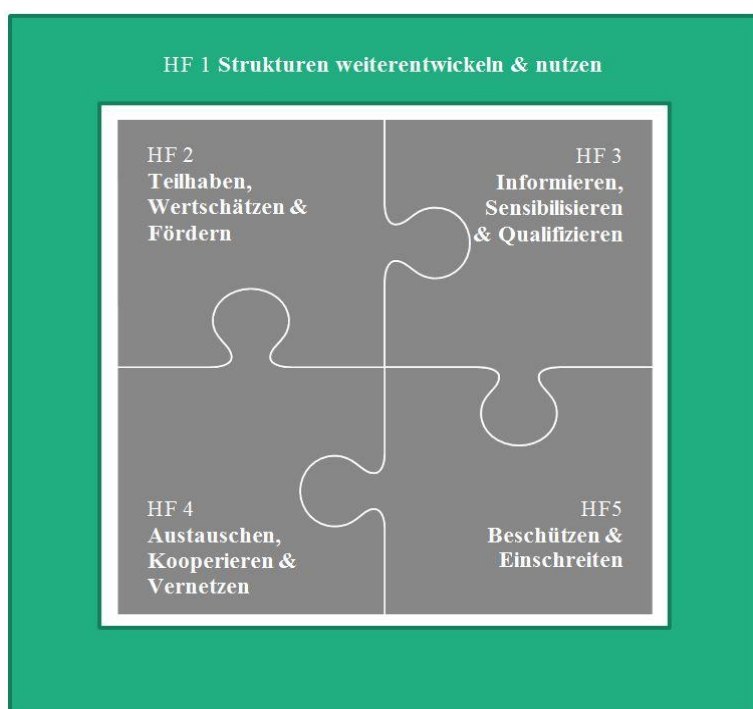 HF 1 Strukturen weiterentwickeln & nutzen
HF 2
Teilhaben,
Wertschätzen &
Fördern
HF 3
Informieren,
Sensibilisieren
& Qualifizieren
HF 4
Austauschen,
Kooperieren &
Vernetzen
HF5
Beschützen &
Einschreiten